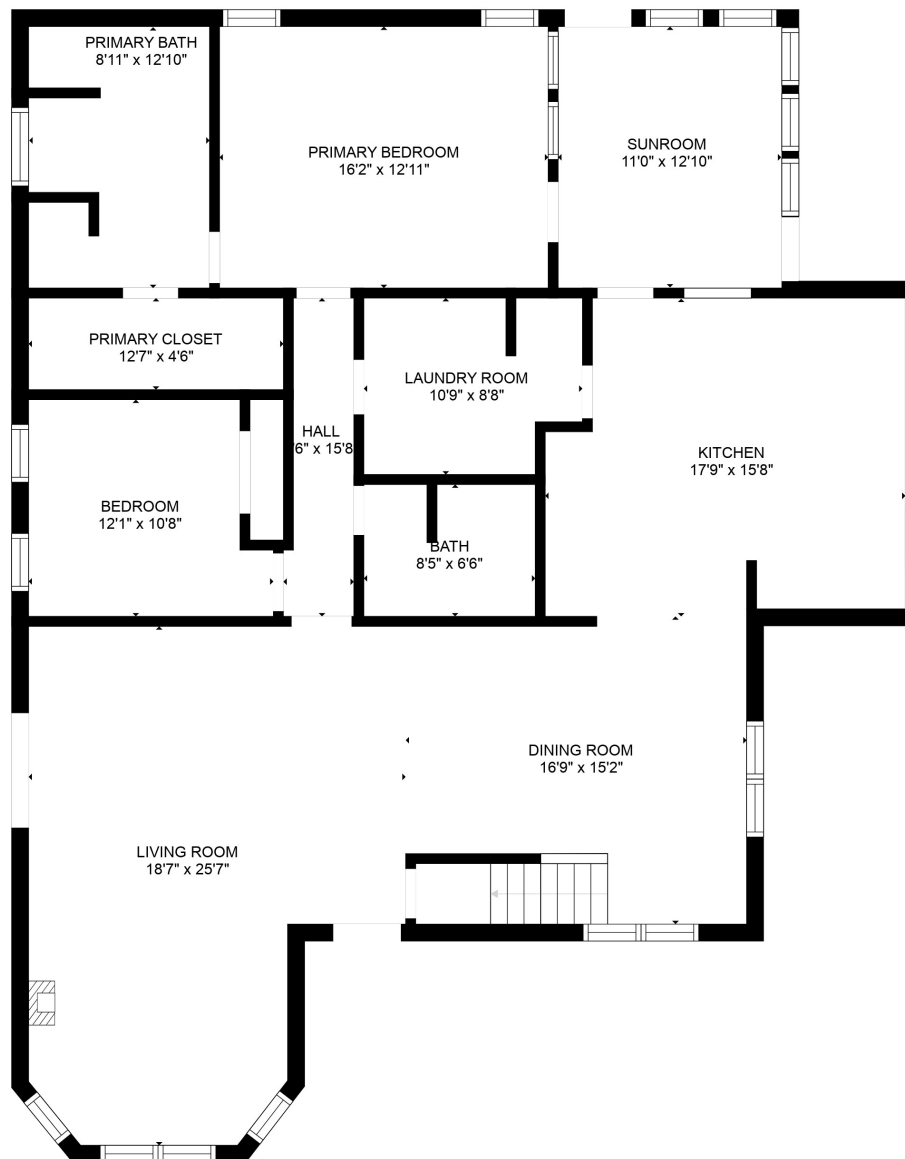 PRIMARY BATH
8'11" x 12'10"
PRIMARY BEDROOM
16'2" x 12'11"
SUNROOM
11'0" x 12'10"
PRIMARY CLOSET
12'7" x 4'6"
LAUNDRY ROOM
10'9" x 8'8"
HALL
'6" x 15'8
KITCHEN
17'9" x 15'8"
BEDROOM
12'1" x 10'8"
BATH
8'5" x 6'6"
DINING ROOM
16'9" x 15'2"
LIVING ROOM
18'7" x 25'7"